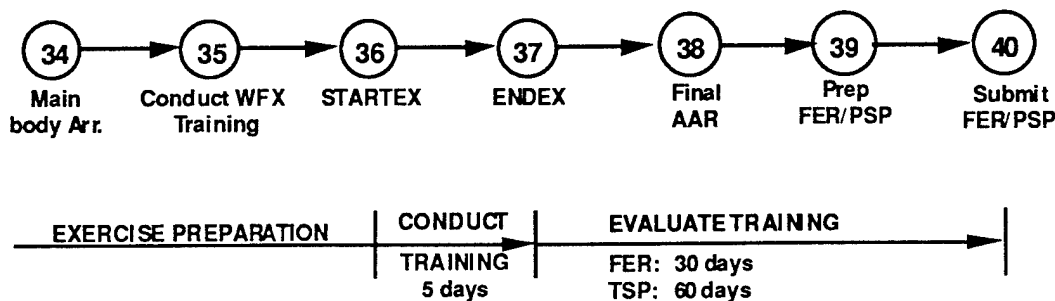 34 35 36 37 38 39 40
Main
body Arr.
Conduct WFX
Training
STARTEX
ENDEX
Final
AAR
Prep
FER/PSP
Submit
FER/PSP
EXERCISE PREPARATION
CONDUCT
TRAINING
5 days
EVALUATE TRAINING
FER: 30 days
TSP: 60 days